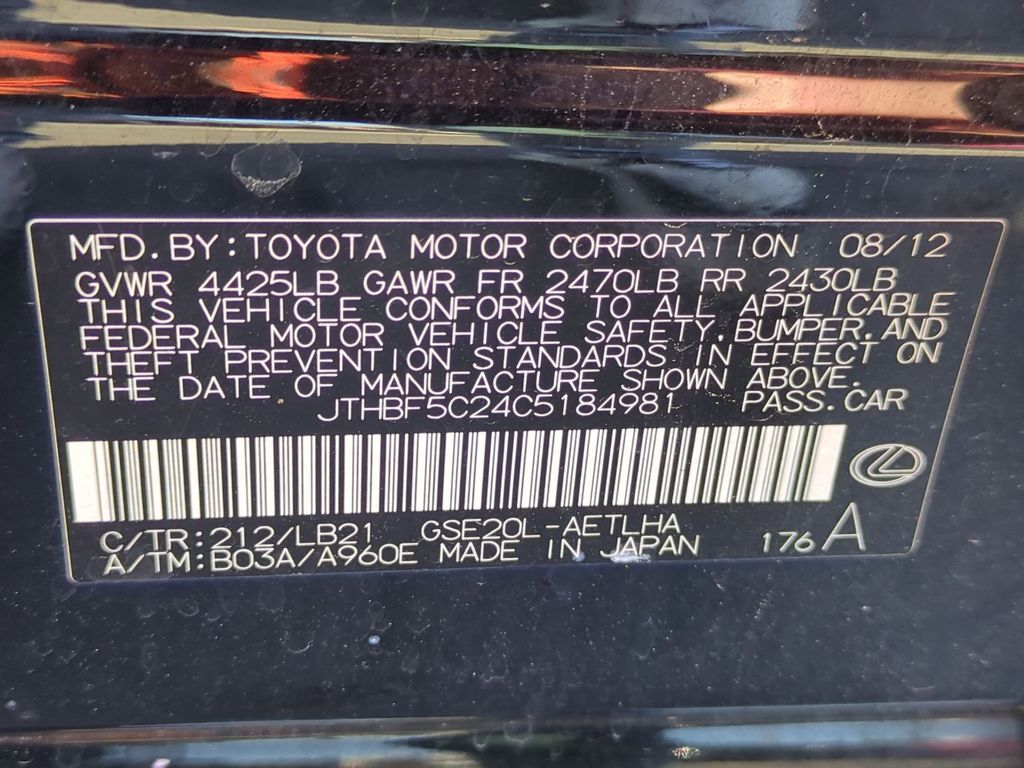 MFD.BY:TOYOTA MOTOR CORPORATION 08/12
GVWR 4425LB GAWR FR 2470LB RR 2430LB
THIS VEHICLE CONFORMS TO ALL APPLICABLE
FEDERAL MOTOR VEHICLE SAFETY,BUMPER,AND
THEFT PREVENTION STANDARDS IN EFFECT ON
THE DATE OF MANUFACTURE SHOWN ABOVE.
JTHBF5C24C5184981 PASS.CAR
C/TR:212/LB21 GSE20L-AETLHA
A/TM:B03A/A960E MADE IN JAPAN 176A